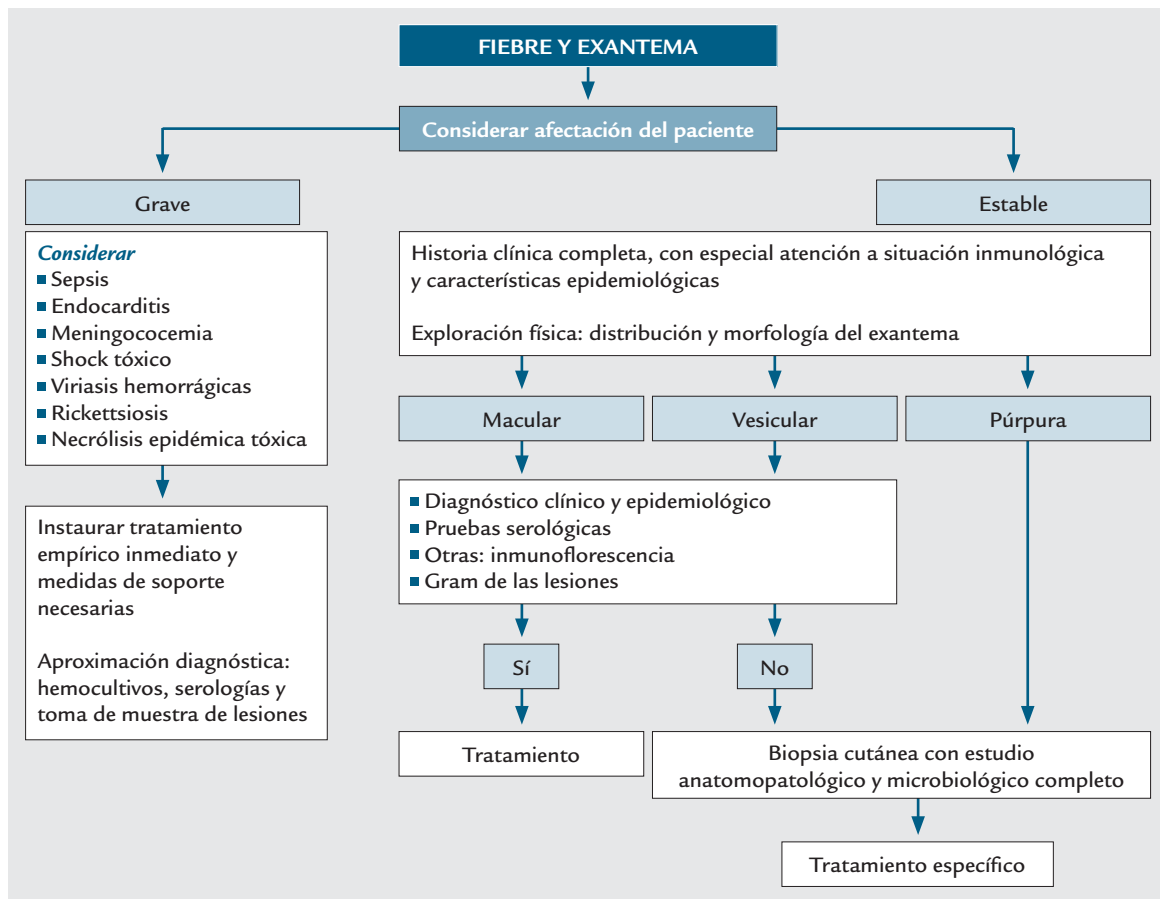 FIEBRE Y EXANTEMA
Considerar afectación del paciente
Grave
Considerar
Sepsis
Endocarditis
Meningococemia
Shock tóxico
Viriasis hemorrágicas
Rickettsiosis
Necrólisis epidémica tóxica
Instaurar tratamiento
empírico inmediato y
medidas de soporte
necesarias
Aproximación diagnóstica:
hemocultivos, serologías y
toma de muestra de lesiones
Estable
Historia clínica completa, con especial atención a situación inmunológica
y características epidemiológicas
Exploración física: distribución y morfología del exantema
Macular
Vesicular
Púrpura
Diagnóstico clínico y epidemiológico
Pruebas serológicas
Otras: inmunoflorescencia
Gram de las lesiones
Sí
No
Tratamiento
Biopsia cutánea con estudio
anatomopatológico y microbiológico completo
Tratamiento específico